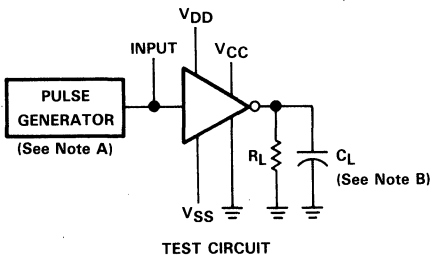 VDD
INPUT
VCC
PULSE
GENERATOR
(See Note A)
RL
CL
(See Note B)
VSS
TEST CIRCUIT